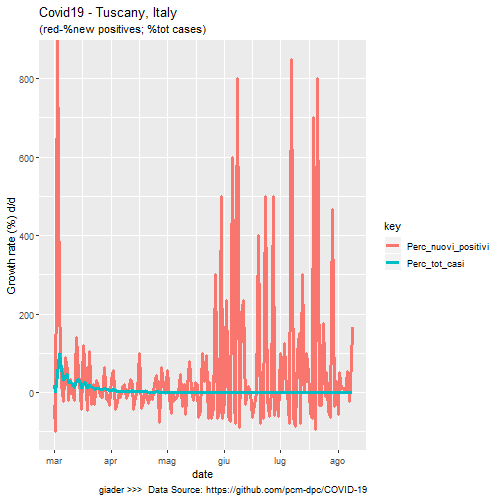 Covid19 - Tuscany, Italy
(red-%new positives; %tot cases)
800
600
400
200
0
Growth rate (%) d/d
mar apr mag giu lug ago
date
key
Perc_nuovi_positivi
Perc_tot_casi
giader >>> Data Source: https://github.com/pcm-dpc/COVID-19